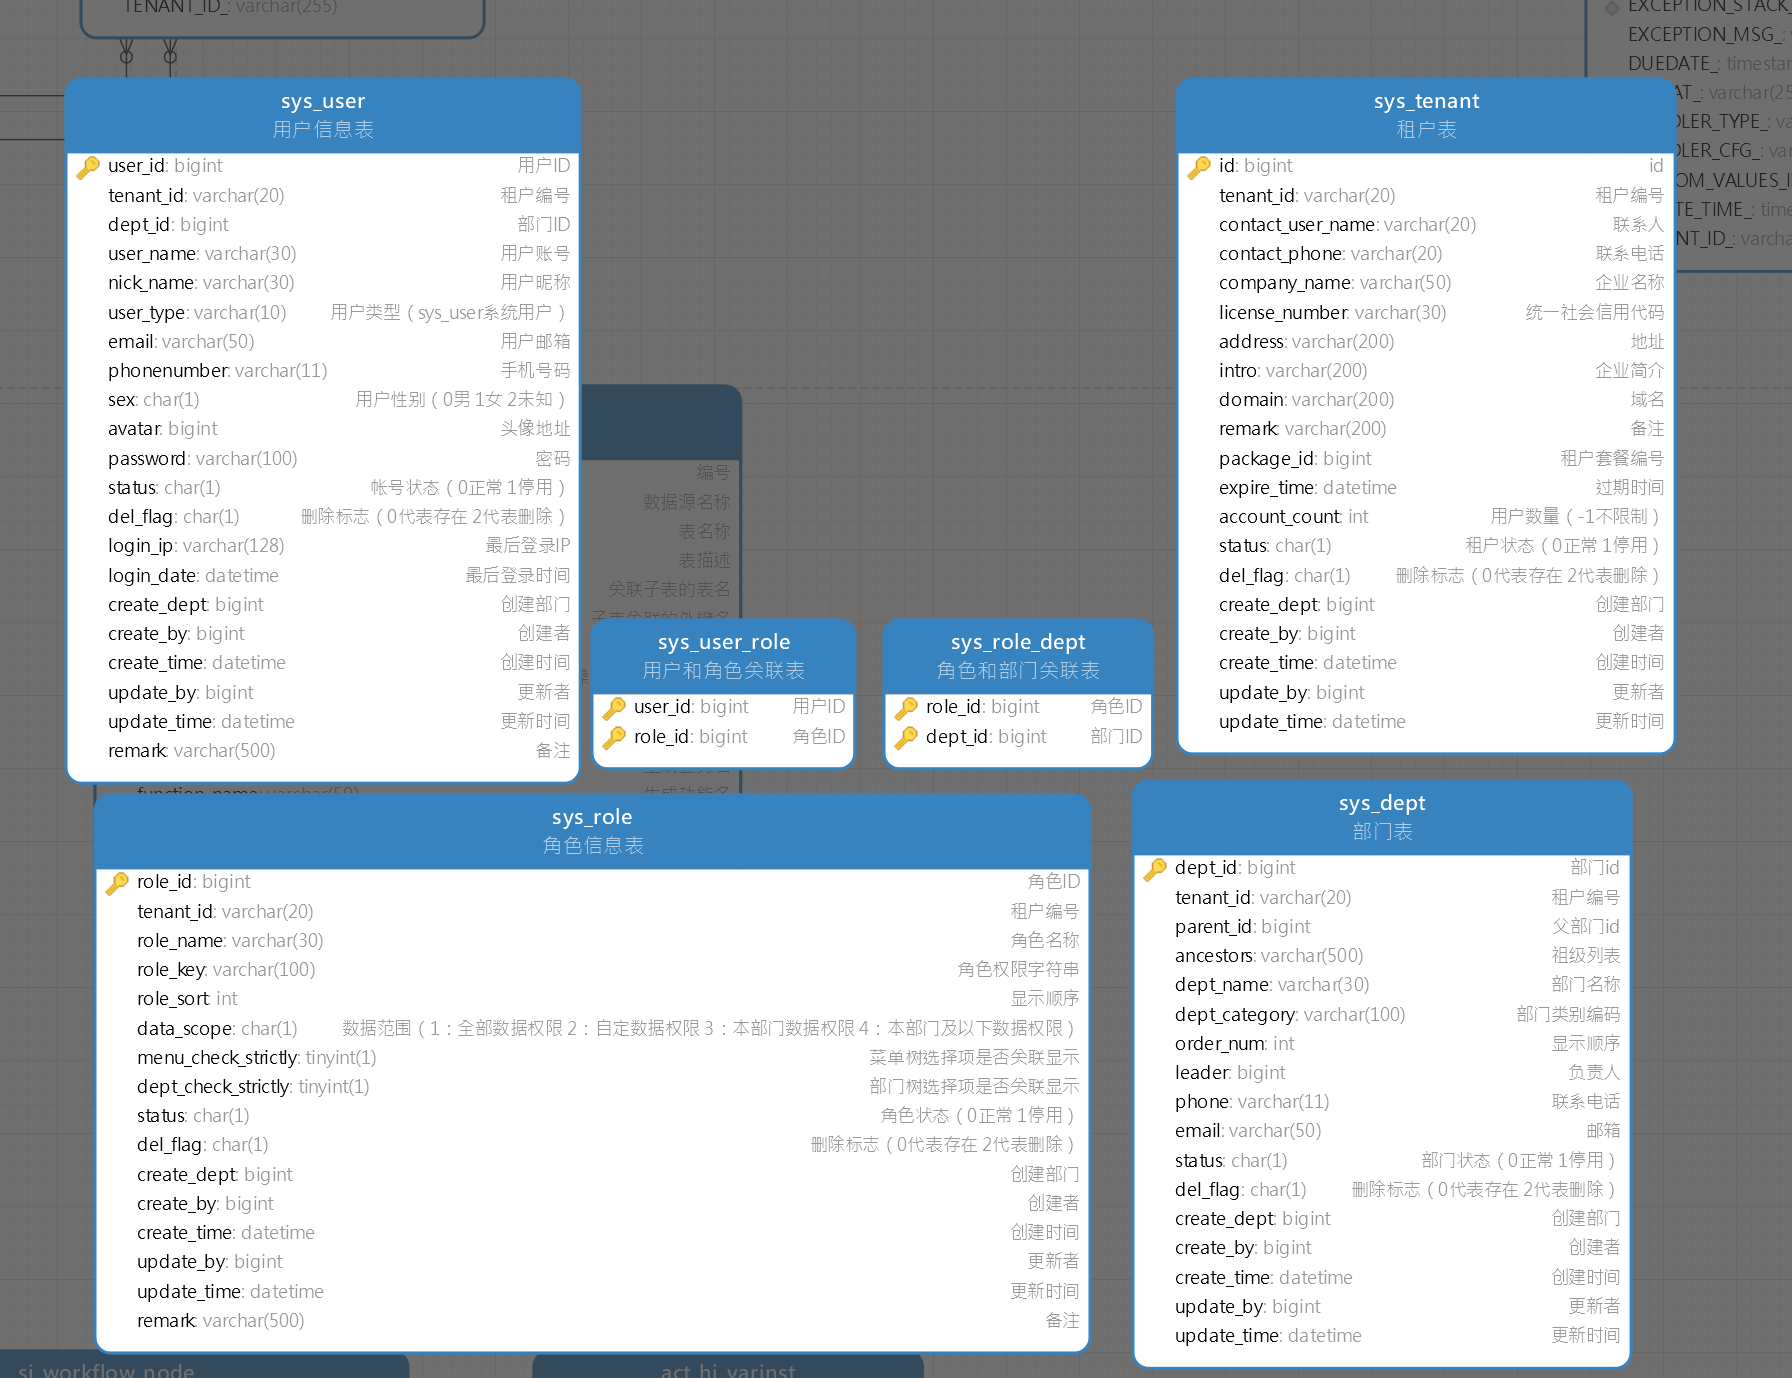 TENANT_ID_: varchar(255)
EXCEPTION_STACK_
EXCEPTION_MSG_:
DUEDATE_: timestar
AT_: varchar(25
DLER_TYPE_: va
DLER_CFG_: var
OM_VALUES_I
TE_TIME_: time
NT_ID_: varcha
sys_user
用户信息表
user_id: bigint 用户ID
tenant_id: varchar(20) 租户编号
dept_id: bigint 部门ID
user_name: varchar(30) 用户账号
nick_name: varchar(30) 用户昵称
user_type: varchar(10) 用户类型（sys_user系统用户）
email: varchar(50) 用户邮箱
phonenumber: varchar(11) 手机号码
sex: char(1) 用户性别（0男 1女 2未知）
avatar: bigint 头像地址
password: varchar(100) 密码
status: char(1) 帐号状态（0正常 1停用）
del_flag: char(1) 删除标志（0代表存在 2代表删除）
login_ip: varchar(128) 最后登录IP
login_date: datetime 最后登录时间
create_dept: bigint 创建部门
create_by: bigint 创建者
create_time: datetime 创建时间
update_by: bigint 更新者
update_time: datetime 更新时间
remark: varchar(500) 备注
编号
数据源名称
表名称
表描述
关联子表的表名
sys_user_role
用户和角色关联表
user_id: bigint 用户ID
role_id: bigint 角色ID
sys_role_dept
角色和部门关联表
role_id: bigint 角色ID
dept_id: bigint 部门ID
sys_tenant
租户表
id: bigint id
tenant_id: varchar(20) 租户编号
contact_user_name: varchar(20) 联系人
contact_phone: varchar(20) 联系电话
company_name: varchar(50) 企业名称
license_number: varchar(30) 统一社会信用代码
address: varchar(200) 地址
intro: varchar(200) 企业简介
domain: varchar(200) 域名
remark: varchar(200) 备注
package_id: bigint 租户套餐编号
expire_time: datetime 过期时间
account_count: int 用户数量（-1不限制）
status: char(1) 租户状态（0正常 1停用）
del_flag: char(1) 删除标志（0代表存在 2代表删除）
create_dept: bigint 创建部门
create_by: bigint 创建者
create_time: datetime 创建时间
update_by: bigint 更新者
update_time: datetime 更新时间
function_name: varchar(50) 生成功能名
sys_role
角色信息表
role_id: bigint 角色ID
tenant_id: varchar(20) 租户编号
role_name: varchar(30) 角色名称
role_key: varchar(100) 角色权限字符串
role_sort: int 显示顺序
data_scope: char(1) 数据范围（1：全部数据权限 2：自定数据权限 3：本部门数据权限 4：本部门及以下数据权限）
menu_check_strictly: tinyint(1) 菜单树选择项是否关联显示
dept_check_strictly: tinyint(1) 部门树选择项是否关联显示
status: char(1) 角色状态（0正常 1停用）
del_flag: char(1) 删除标志（0代表存在 2代表删除）
create_dept: bigint 创建部门
create_by: bigint 创建者
create_time: datetime 创建时间
update_by: bigint 更新者
update_time: datetime 更新时间
remark: varchar(500) 备注
sys_dept
部门表
dept_id: bigint 部门id
tenant_id: varchar(20) 租户编号
parent_id: bigint 父部门id
ancestors: varchar(500) 祖级列表
dept_name: varchar(30) 部门名称
dept_category: varchar(100) 部门类别编码
order_num: int 显示顺序
leader: bigint 负责人
phone: varchar(11) 联系电话
email: varchar(50) 邮箱
status: char(1) 部门状态（0正常 1停用）
del_flag: char(1) 删除标志（0代表存在 2代表删除）
create_dept: bigint 创建部门
create_by: bigint 创建者
create_time: datetime 创建时间
update_by: bigint 更新者
update_time: datetime 更新时间
sj_workflow_node
act_hi_varinst